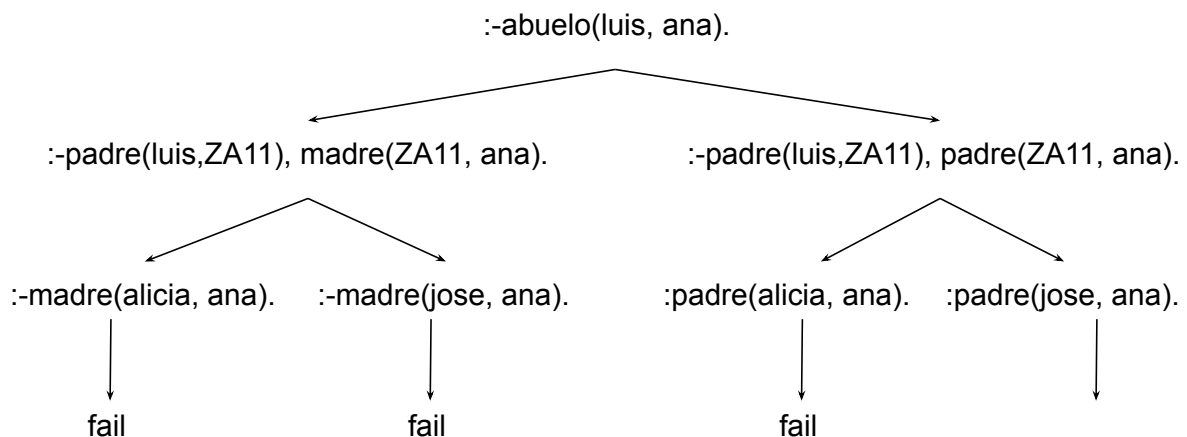 :-abuelo(luis, ana).
:-padre(luis,ZA11), madre(ZA11, ana). :-padre(luis,ZA11), padre(ZA11, ana).
:-madre(alicia, ana). :-madre(jose, ana). :padre(alicia, ana). :padre(jose, ana).
fail fail fail